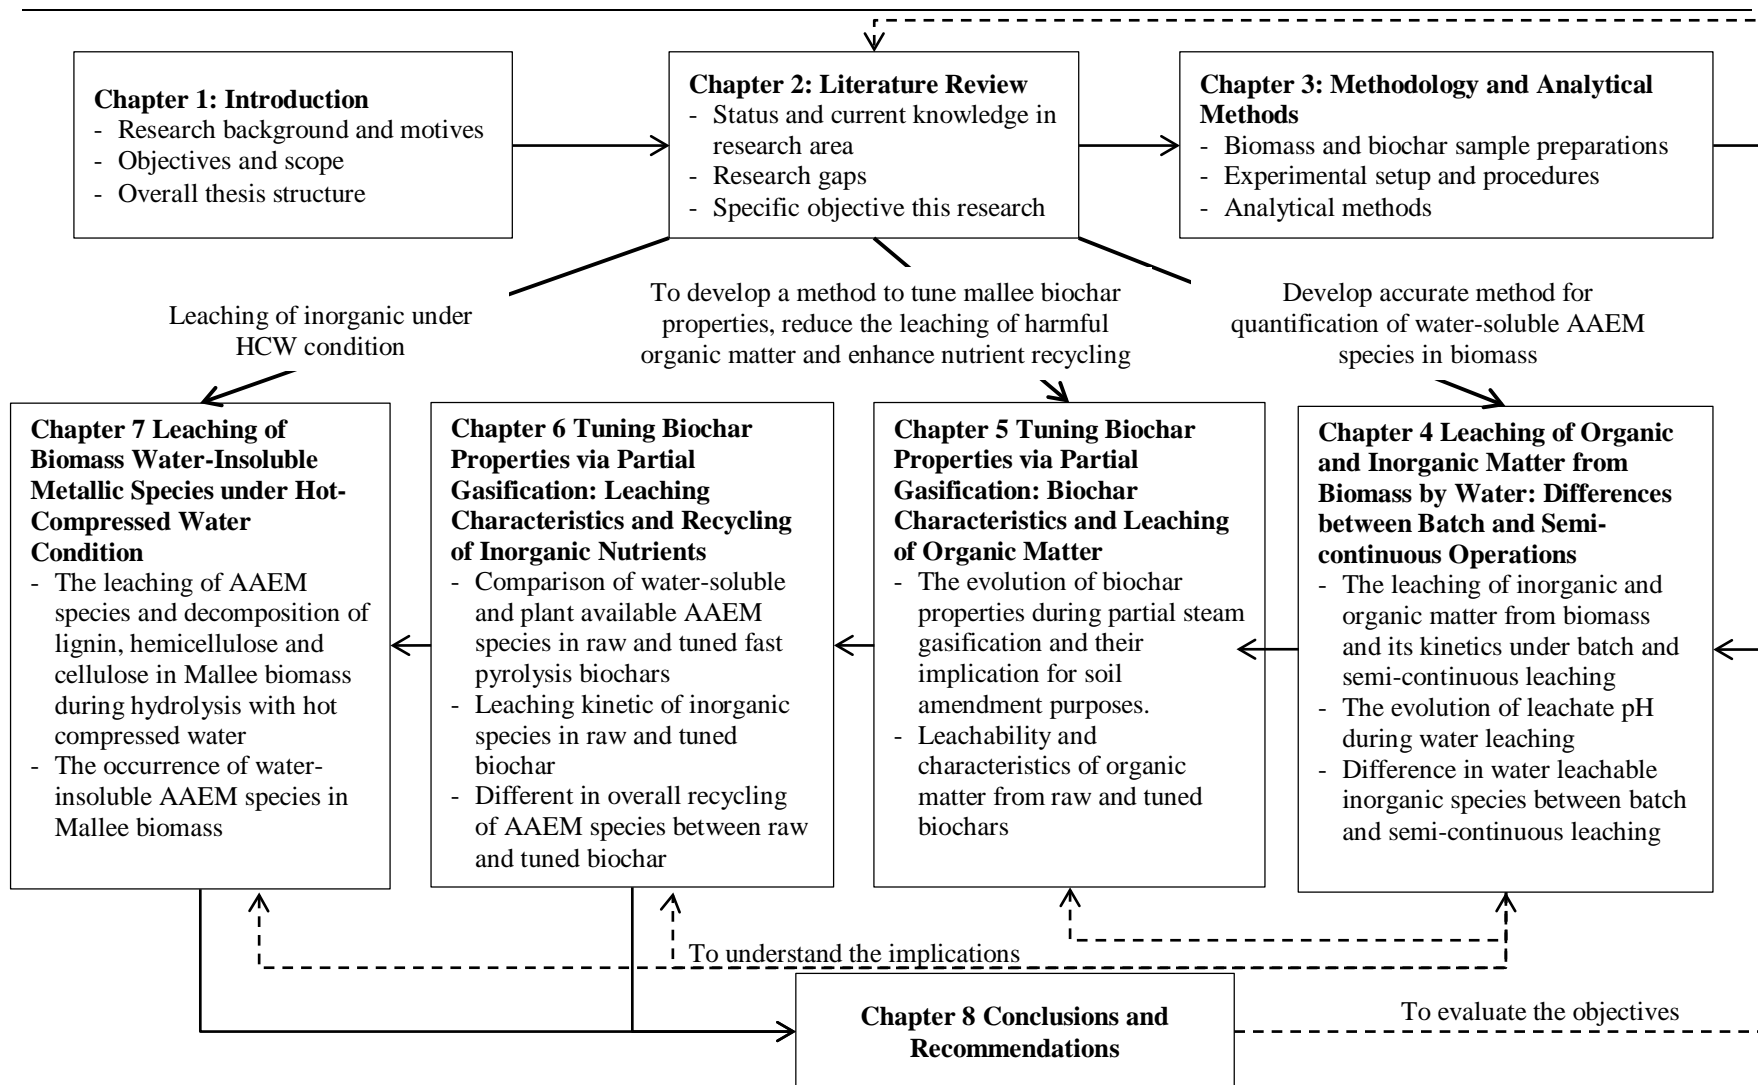 Chapter 1: Introduction
- Research background and motives
- Objectives and scope
- Overall thesis structure
Chapter 2: Literature Review
- Status and current knowledge in
research area
- Research gaps
- Specific objective this research
Chapter 3: Methodology and Analytical
Methods
- Biomass and biochar sample preparations
- Experimental setup and procedures
- Analytical methods
Leaching of inorganic under
HCW condition
To develop a method to tune mallee biochar
properties, reduce the leaching of harmful
organic matter and enhance nutrient recycling
Develop accurate method for
quantification of water-soluble AAEM
species in biomass
Chapter 7 Leaching of
Biomass Water-Insoluble
Metallic Species under Hot-
Compressed Water
Condition
- The leaching of AAEM
species and decomposition of
lignin, hemicellulose and
cellulose in Mallee biomass
during hydrolysis with hot
compressed water
- The occurrence of water-
insoluble AAEM species in
Mallee biomass
Chapter 6 Tuning Biochar
Properties via Partial
Gasification: Leaching
Characteristics and Recycling
of Inorganic Nutrients
- Comparison of water-soluble
and plant available AAEM
species in raw and tuned fast
pyrolysis biochars
- Leaching kinetic of inorganic
species in raw and tuned
biochar
- Different in overall recycling
of AAEM species between raw
and tuned biochar
Chapter 5 Tuning Biochar
Properties via Partial
Gasification: Biochar
Characteristics and Leaching
of Organic Matter
- The evolution of biochar
properties during partial steam
gasification and their
implication for soil
amendment purposes.
- Leachability and
characteristics of organic
matter from raw and tuned
biochars
Chapter 4 Leaching of Organic
and Inorganic Matter from
Biomass by Water: Differences
between Batch and Semi-
continuous Operations
- The leaching of inorganic and
organic matter from biomass
and its kinetics under batch and
semi-continuous leaching
- The evolution of leachate pH
during water leaching
- Difference in water leachable
inorganic species between batch
and semi-continuous leaching
To understand the implications
Chapter 8 Conclusions and
Recommendations
To evaluate the objectives